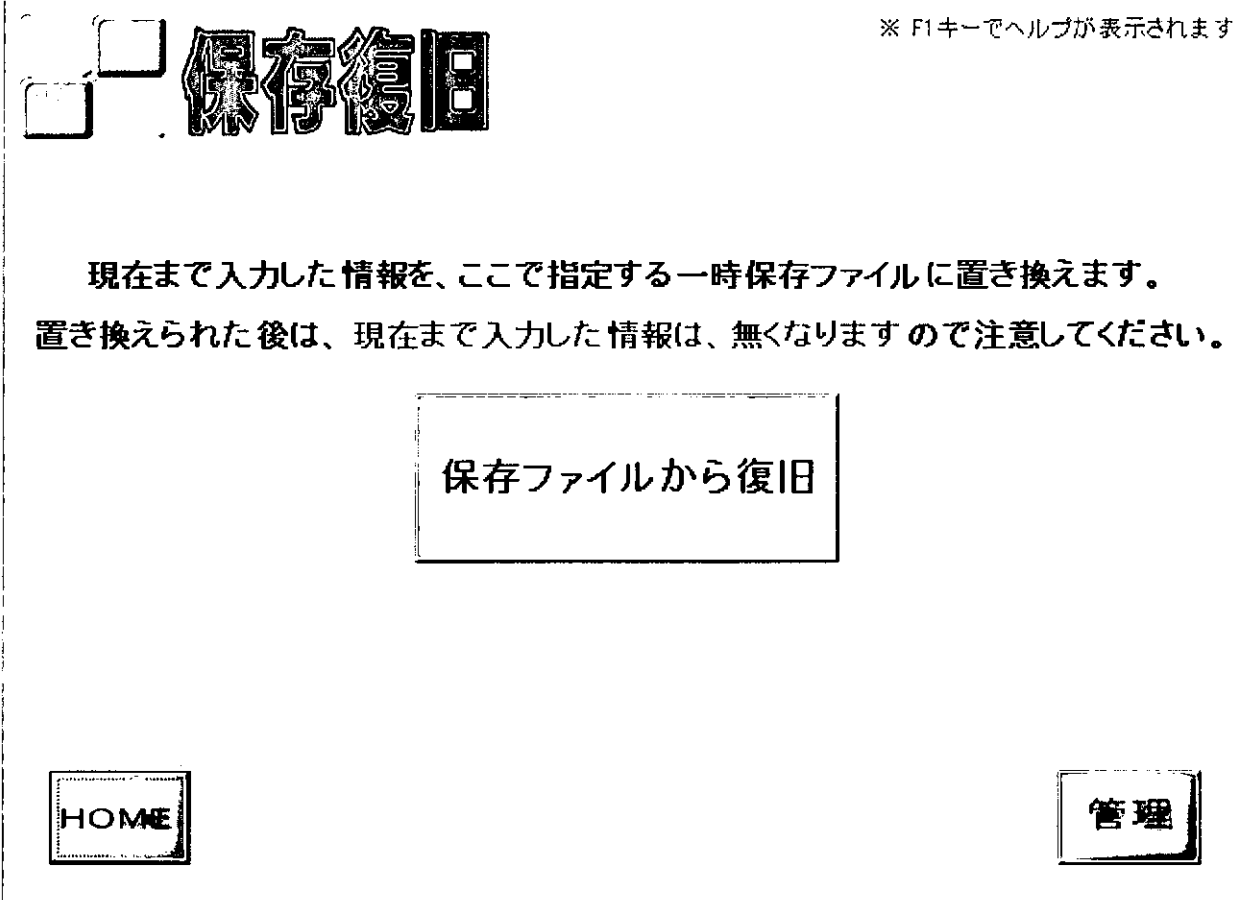 ※ F1キーでヘルプが表示されます
保存復旧
現在まで入力した情報を、ここで指定する一時保存ファイルに置き換えます。
置き換えられた後は、現在まで入力した情報は、無くなりますので注意してください。
保存ファイルから復旧
HOME
管理